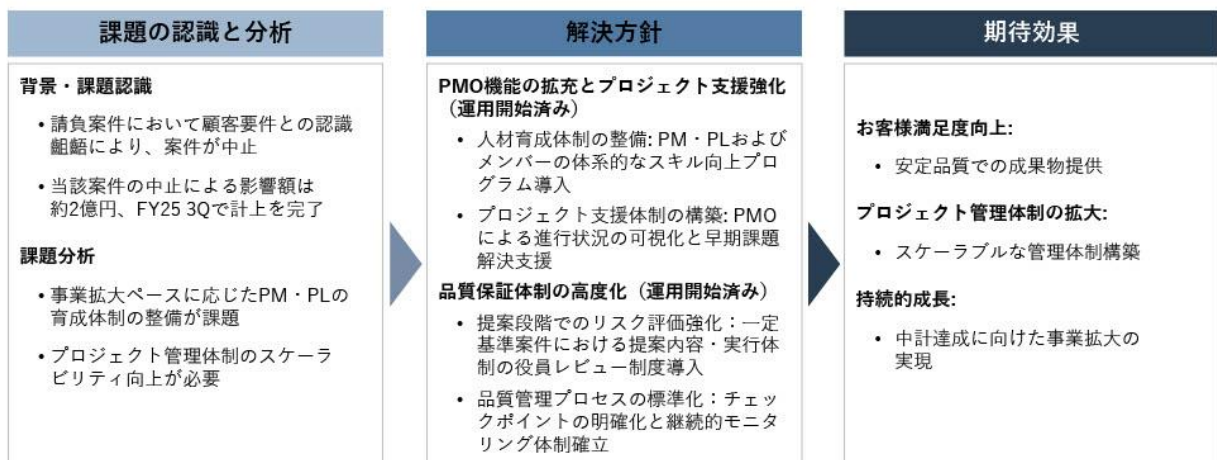 課題の認識と分析
背景・課題認識
• 請負案件において顧客要件との認識
齟齬により、案件が中止
• 当該案件の中止による影響額は
約2億円、FY25 3Qで計上を完了
課題分析
• 事業拡大ペースに応じたPM・PLの
育成体制の整備が課題
• プロジェクト管理体制のスケーラ
ビリティ向上が必要
解決方針
PMO機能の拡充とプロジェクト支援強化
（運用開始済み）
• 人材育成体制の整備: PM・PLおよび
メンバーの体系的なスキル向上プロ
グラム導入
• プロジェクト支援体制の構築: PMO
による進行状況の可視化と早期課題
解決支援
品質保証体制の高度化（運用開始済み）
• 提案段階でのリスク評価強化：一定
基準案件における提案内容・実行体
制の役員レビュー制度導入
• 品質管理プロセスの標準化：チェッ
クポイントの明確化と継続的モニタ
リング体制確立
期待効果
お客様満足度向上:
• 安定品質での成果物提供
プロジェクト管理体制の拡大:
• スケーラブルな管理体制構築
持続的成長:
• 中計達成に向けた事業拡大の
実現